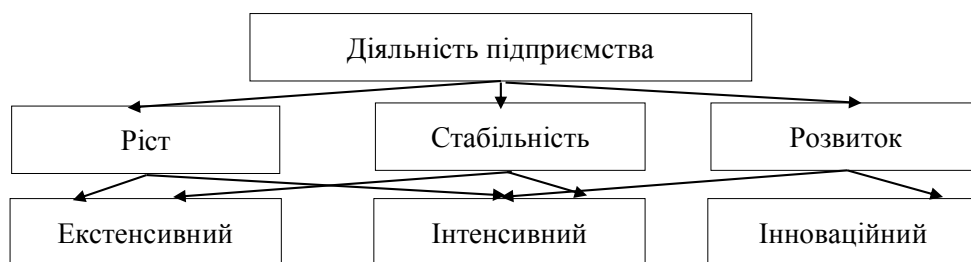 Діяльність підприємства
Ріст
Стабільність
Розвиток
Екстенсивний
Інтенсивний
Інноваційний